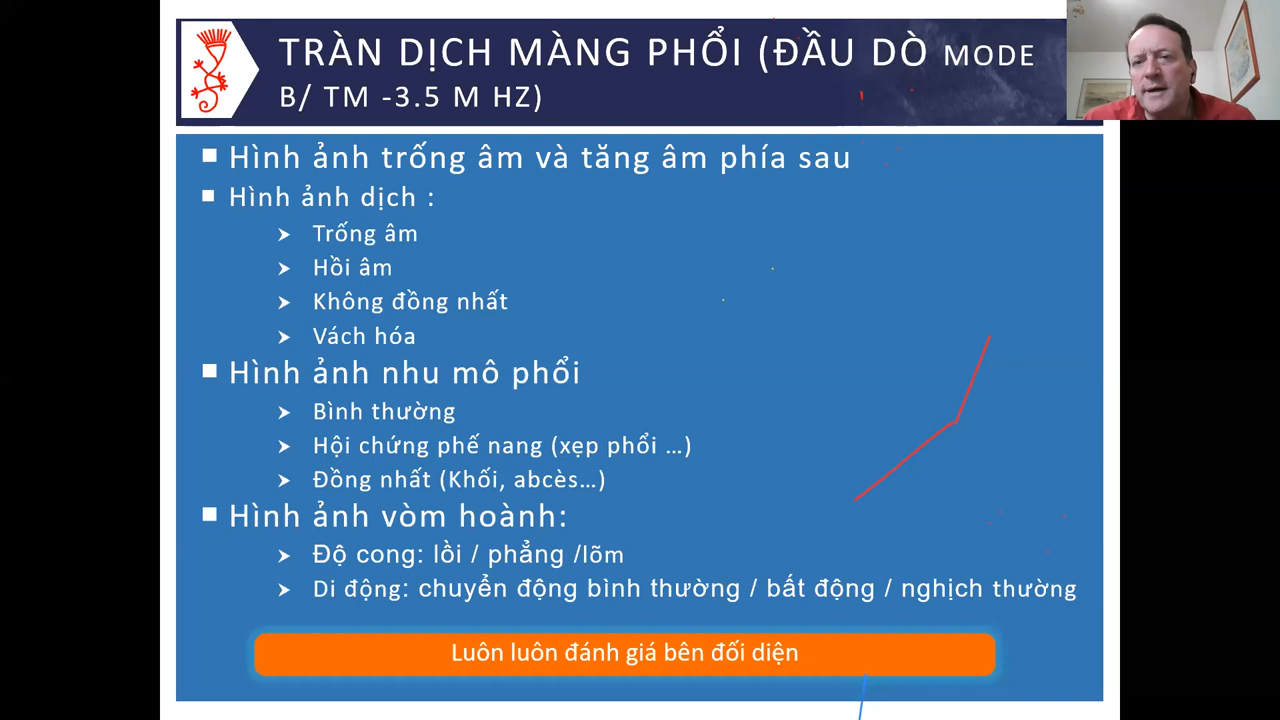 TRÀN DỊCH MÀNG PHỔI (ĐẦU DÒ MODE
B/ TM -3.5 M HZ)
Hình ảnh trống âm và tăng âm phía sau
Hình ảnh dịch :
Trống âm
Hồi âm
Không đồng nhất
Vách hóa
Hình ảnh nhu mô phổi
Bình thường
Hội chứng phế nang (xẹp phổi ...)
Đồng nhất (Khối, abcès...)
Hình ảnh vòm hoành:
Độ cong: lồi / phẳng /lõm
Di động: chuyển động bình thường / bất động / nghịch thường
Luôn luôn đánh giá bên đối diện